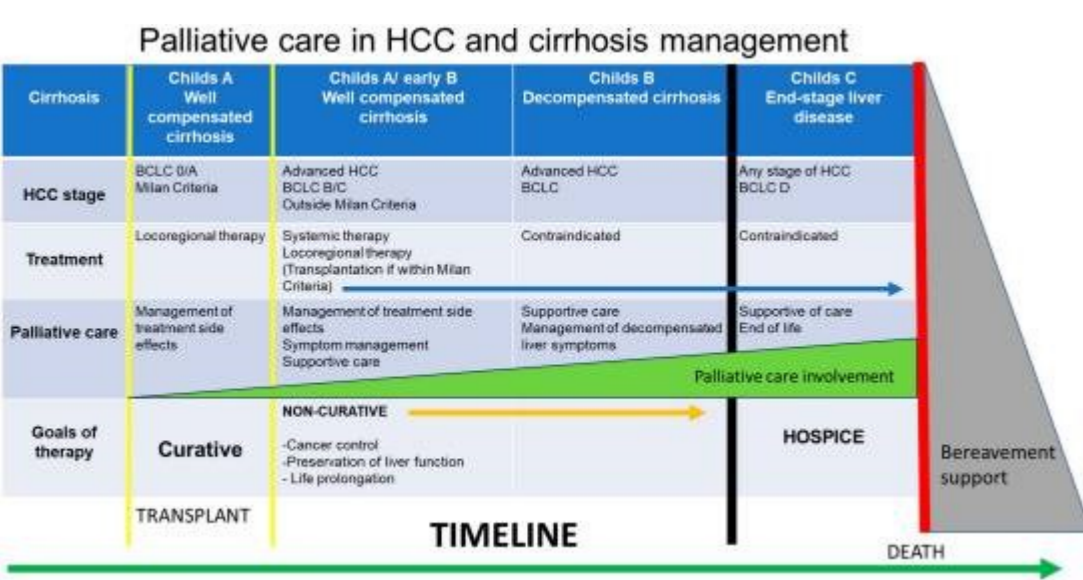 Palliative care in HCC and cirrhosis management
Cirrhosis
Childs A
Well
compensated
cirrhosis
Childs A/ early B
Well compensated
cirrhosis
Childs B
Decompensated cirrhosis
Childs C
End-stage liver
disease
HCC stage
BCLC 0/A
Milan Criteria
Advanced HCC
BCLC B/C
Outside Milan Criteria
Advanced HCC
BCLC
Any stage of HCC
BCLC D
Treatment
Locoregional therapy
Systemic therapy
Locoregional therapy
(Transplantation if within Milan
Criteria)
Contraindicated
Contraindicated
Palliative care
Management of
treatment side
effects
Management of treatment side
effects
Symptom management
Supportive care
Supportive care
Management of decompensated
liver symptoms
Supportive of care
End of life
Palliative care involvement
Goals of
therapy
Curative
NON-CURATIVE
-Cancer control
-Preservation of liver function
- Life prolongation
HOSPICE
Bereavement
support
TRANSPLANT
TIMELINE
DEATH